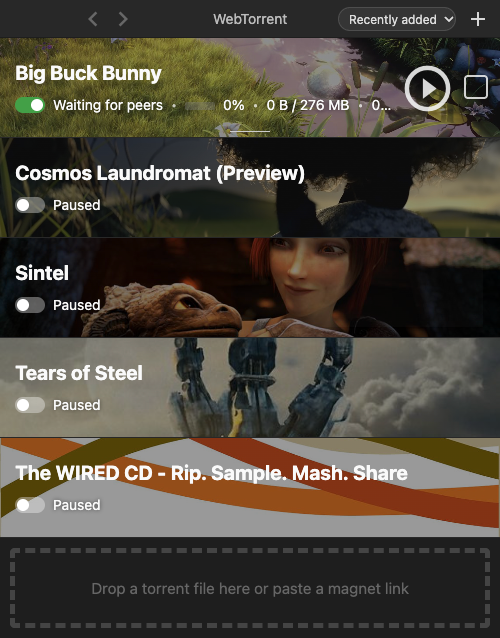 WebTorrent
Recently added
Big Buck Bunny
Waiting for peers • 0% • 0 B / 276 MB • 0...
Cosmos Laundromat (Preview)
Paused
Sintel
Paused
Tears of Steel
Paused
The WIRED CD - Rip. Sample. Mash. Share
Paused
Drop a torrent file here or paste a magnet link